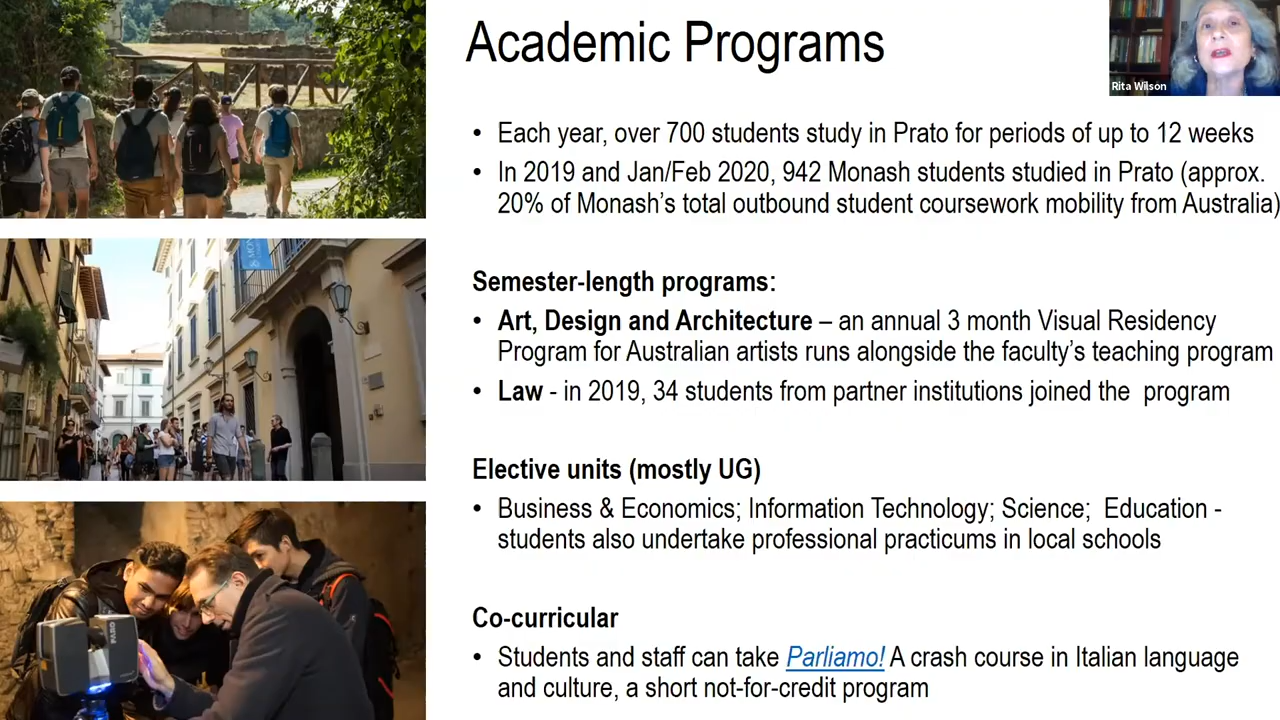 Academic Programs
Rita Wilson
• Each year, over 700 students study in Prato for periods of up to 12 weeks
• In 2019 and Jan/Feb 2020, 942 Monash students studied in Prato (approx.
20% of Monash's total outbound student coursework mobility from Australia)
Semester-length programs:
• Art, Design and Architecture – an annual 3 month Visual Residency
Program for Australian artists runs alongside the faculty's teaching program
• Law - in 2019, 34 students from partner institutions joined the  program
Elective units (mostly UG)
• Business & Economics; Information Technology; Science;  Education -
students also undertake professional practicums in local schools
Co-curricular
• Students and staff can take Parliamo! A crash course in Italian language
and culture, a short not-for-credit program
FARO